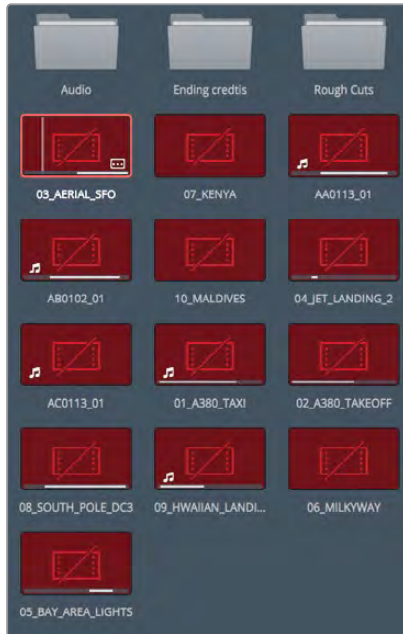 Audio
Ending credtis
Rough Cuts
03_AERIAL_SFO
07_KENYA
AA0113_01
AB0102_01
10_MALDIVES
04_JET_LANDING_2
AC0113_01
01_A380_TAXI
02_A380_TAKEOFF
08_SOUTH_POLE_DC3
09_HWAIIAN_LANDI...
06_MILKYWAY
05_BAY_AREA_LIGHTS